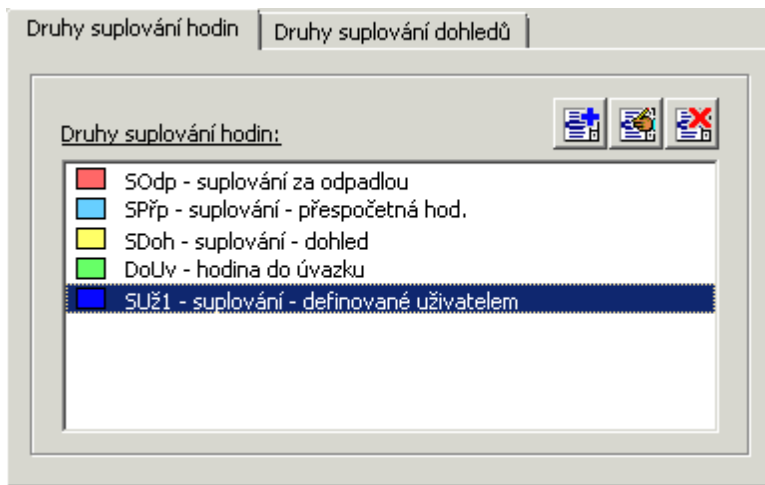 Druhy suplování hodin
Druhy suplování dohledů
Druhy suplování hodin:
SOdp - suplování za odpadlou
SPřp - suplování - přespočetná hod.
SDoh - suplování - dohled
DoUv - hodina do úvazku
SUž1 - suplování - definované uživatelem